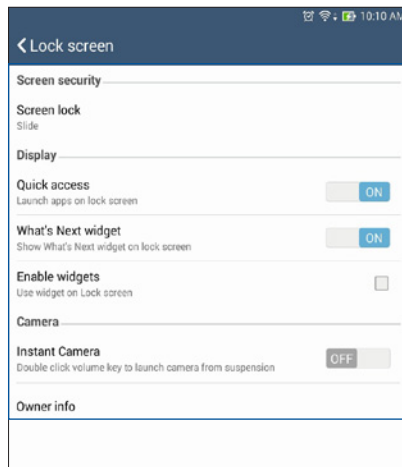 10:10 AM
Lock screen
Screen security
Screen lock
Slide
Display
Quick access
Launch apps on lock screen
ON
What's Next widget
Show What's Next widget on lock screen
ON
Enable widgets
Use widget on Lock screen
Camera
Instant Camera
Double click volume key to launch camera from suspension
OFF
Owner info